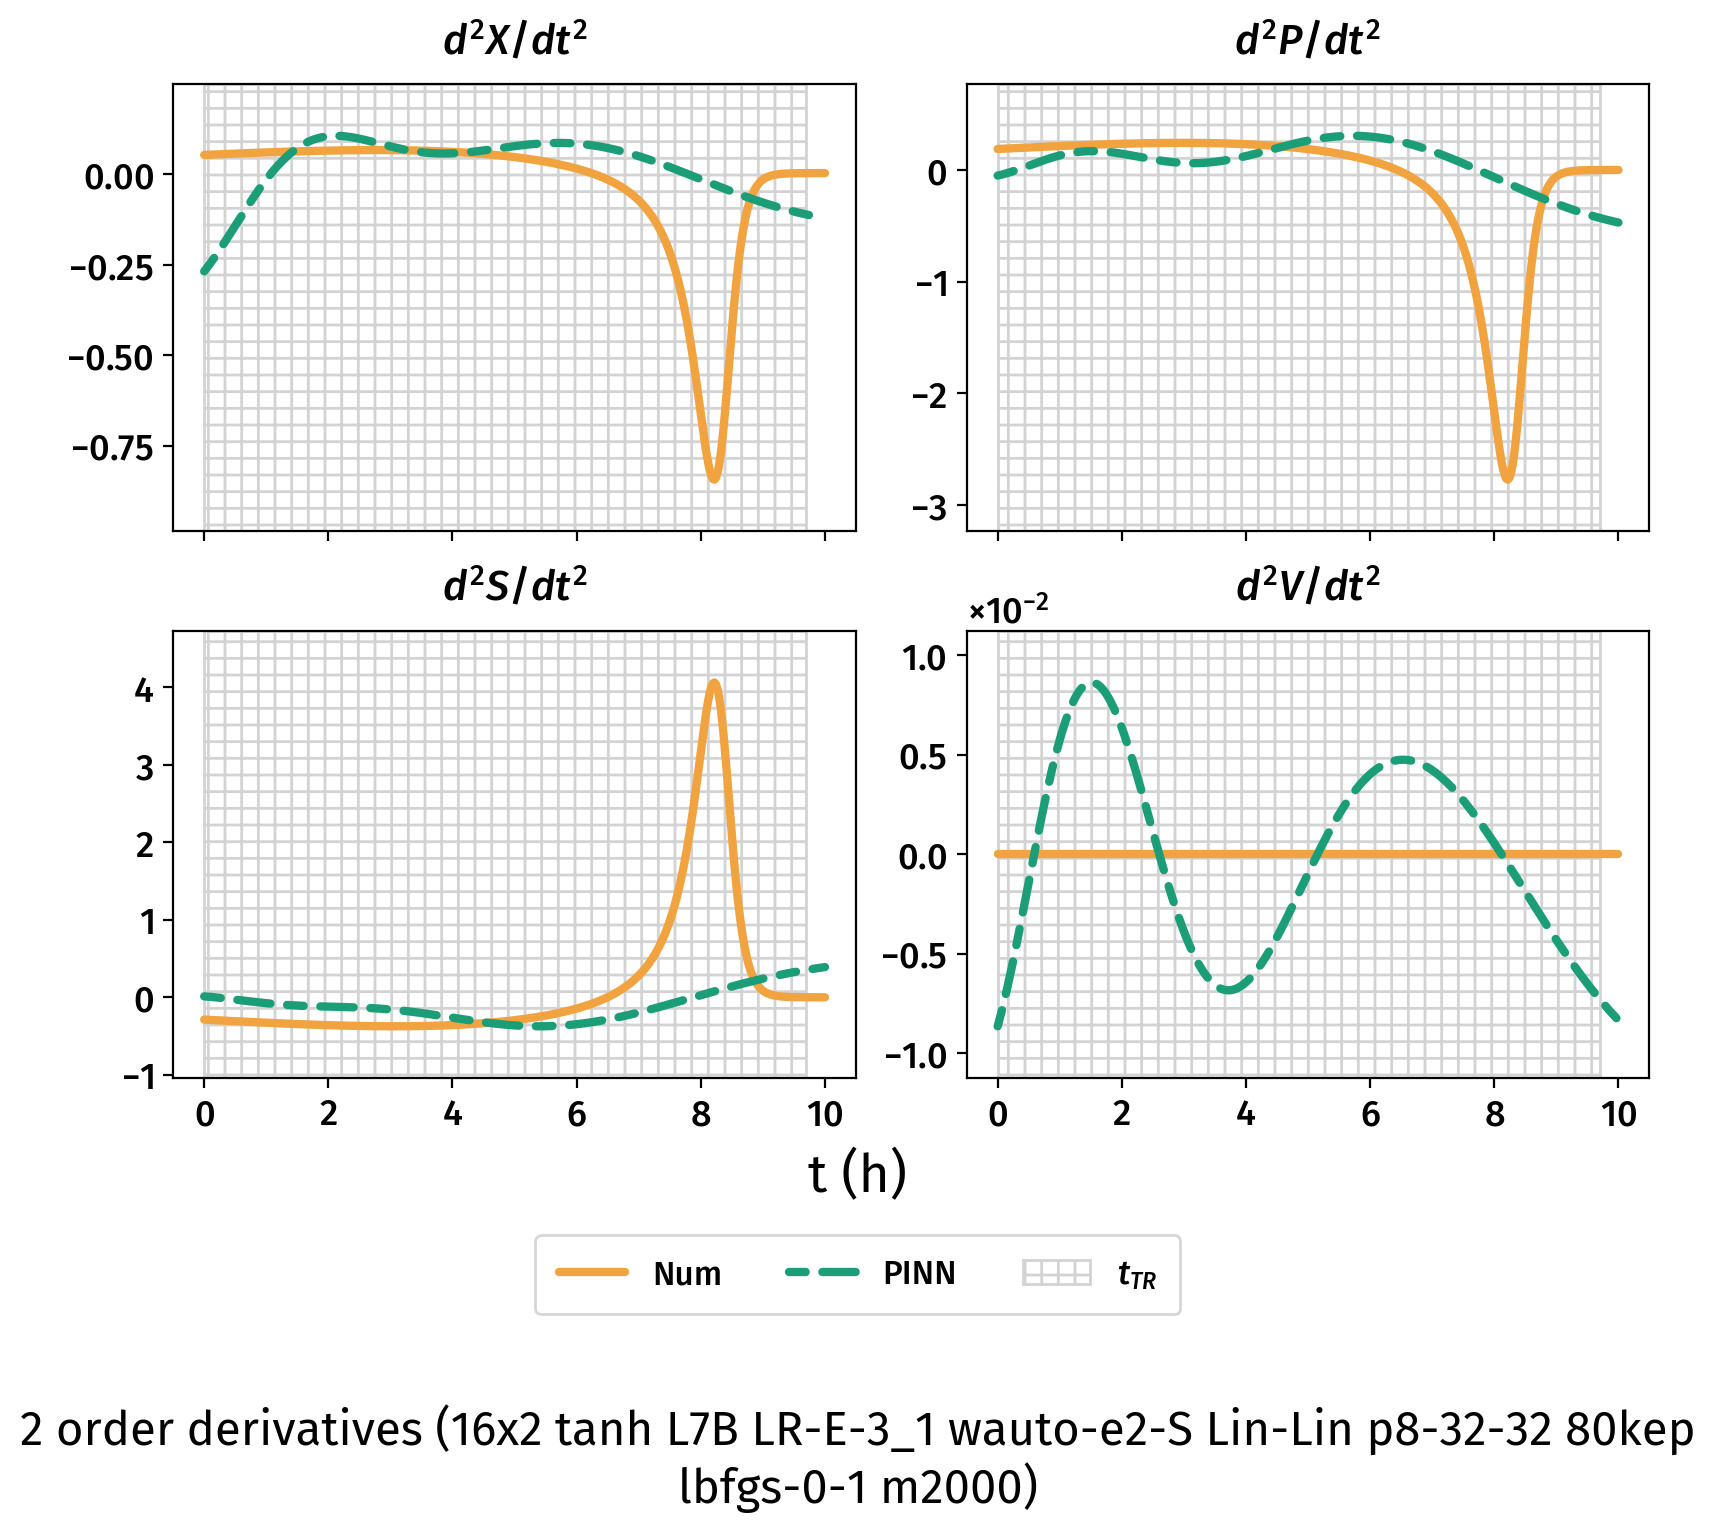 d²X/dt²
d²P/dt²
0.00
−0.25
−0.50
−0.75
0
−1
−2
−3
d²S/dt²
d²V/dt²
×10⁻²
4
3
2
1
0
−1
1.0
0.5
0.0
−0.5
−1.0
0 2 4 6 8 10
0 2 4 6 8 10
t (h)
Num PINN t_TR
2 order derivatives (16x2 tanh L7B LR-E-3_1 wauto-e2-S Lin-Lin p8-32-32 80kep
lbfgs-0-1 m2000)